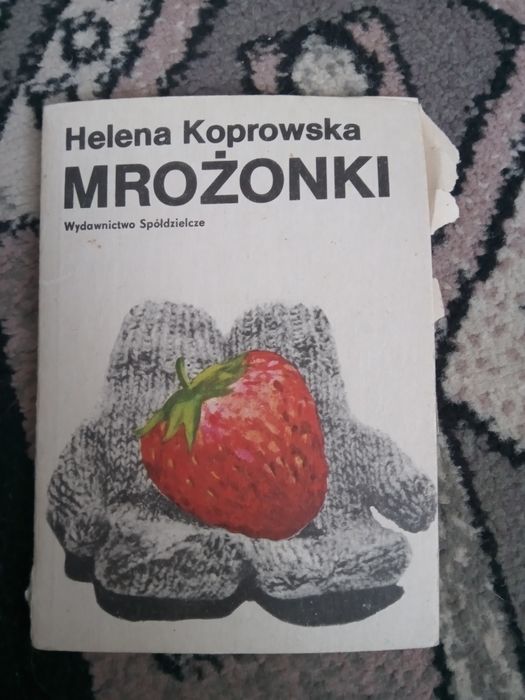 Helena Koprowska
MROŻONKI
Wydawnictwo Spółdzielcze